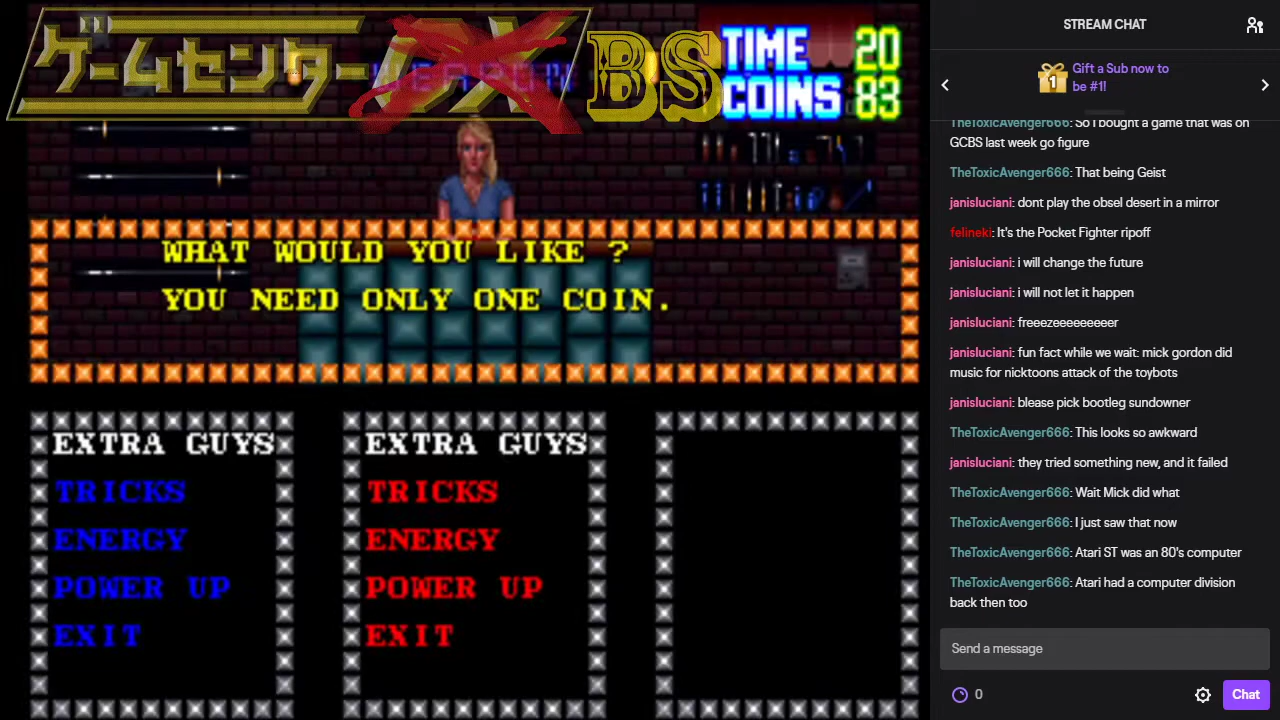 ケームセンターDX BS
TIME 20
COINS 83
WHAT WOULD YOU LIKE ?
YOU NEED ONLY ONE COIN.
EXTRA GUYS
TRICKS
ENERGY
POWER UP
EXIT
EXTRA GUYS
TRICKS
ENERGY
POWER UP
EXIT
STREAM CHAT
1
Gift a Sub now to
be #1!
TheToxicAvenger666: So I bought a game that was on
GCBS last week go figure
TheToxicAvenger666: That being Geist
janisluciani: dont play the obsel desert in a mirror
felineki: It's the Pocket Fighter ripoff
janisluciani: i will change the future
janisluciani: i will not let it happen
janisluciani: freeezeeeeeeeer
janisluciani: fun fact while we wait: mick gordon did
music for nicktoons attack of the toybots
janisluciani: blease pick bootleg sundowner
TheToxicAvenger666: This looks so awkward
janisluciani: they tried something new, and it failed
TheToxicAvenger666: Wait Mick did what
TheToxicAvenger666: I just saw that now
TheToxicAvenger666: Atari ST was an 80's computer
TheToxicAvenger666: Atari had a computer division
back then too
Send a message
0
Chat